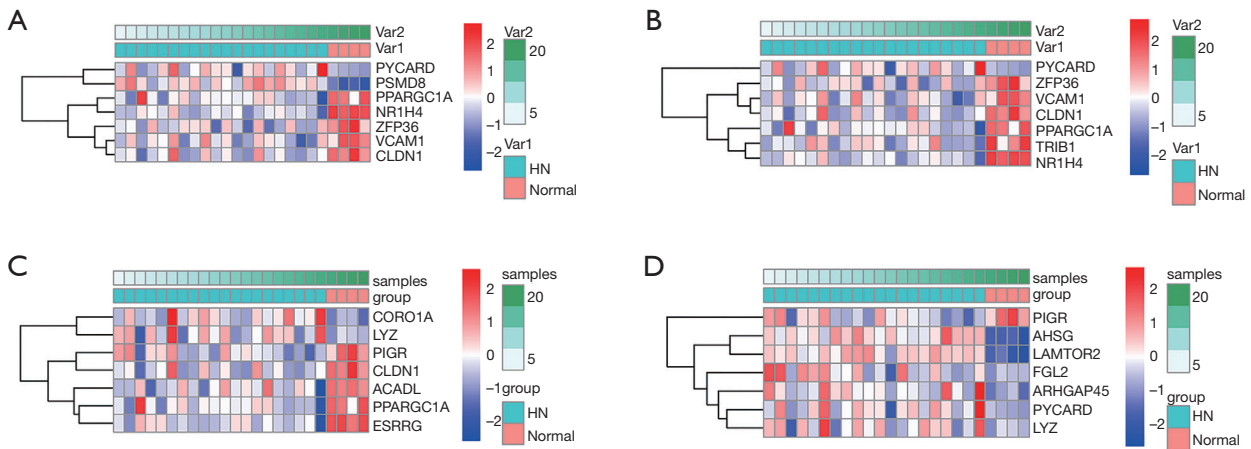 A
Var2
Var1
PYCARD
PSMD8
PPARGC1A
NR1H4
ZFP36
VCAM1
CLDN1
2
1
0
−1
−2
Var2
20
5
Var1
HN
Normal
B
Var2
Var1
PYCARD
ZFP36
VCAM1
CLDN1
PPARGC1A
TRIB1
NR1H4
2
1
0
−1
−2
Var2
20
5
Var1
HN
Normal
C
samples
group
CORO1A
LYZ
PIGR
CLDN1
ACADL
PPARGC1A
ESRRG
2
1
0
−1
−2
samples
20
5
group
HN
Normal
D
samples
group
PIGR
AHSG
LAMTOR2
FGL2
ARHGAP45
PYCARD
LYZ
2
1
0
−1
−2
samples
20
5
group
HN
Normal